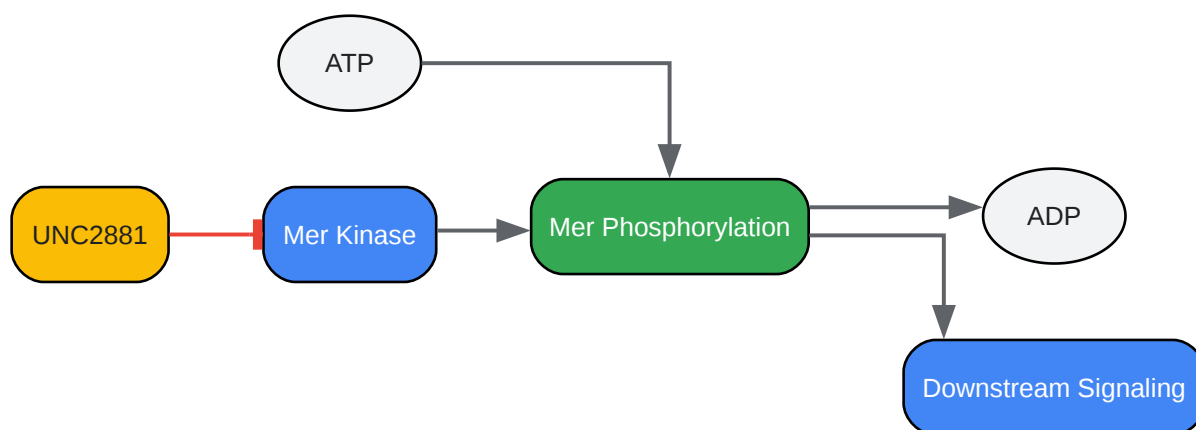 ATP
UNC2881
Mer Kinase
Mer Phosphorylation
ADP
Downstream Signaling